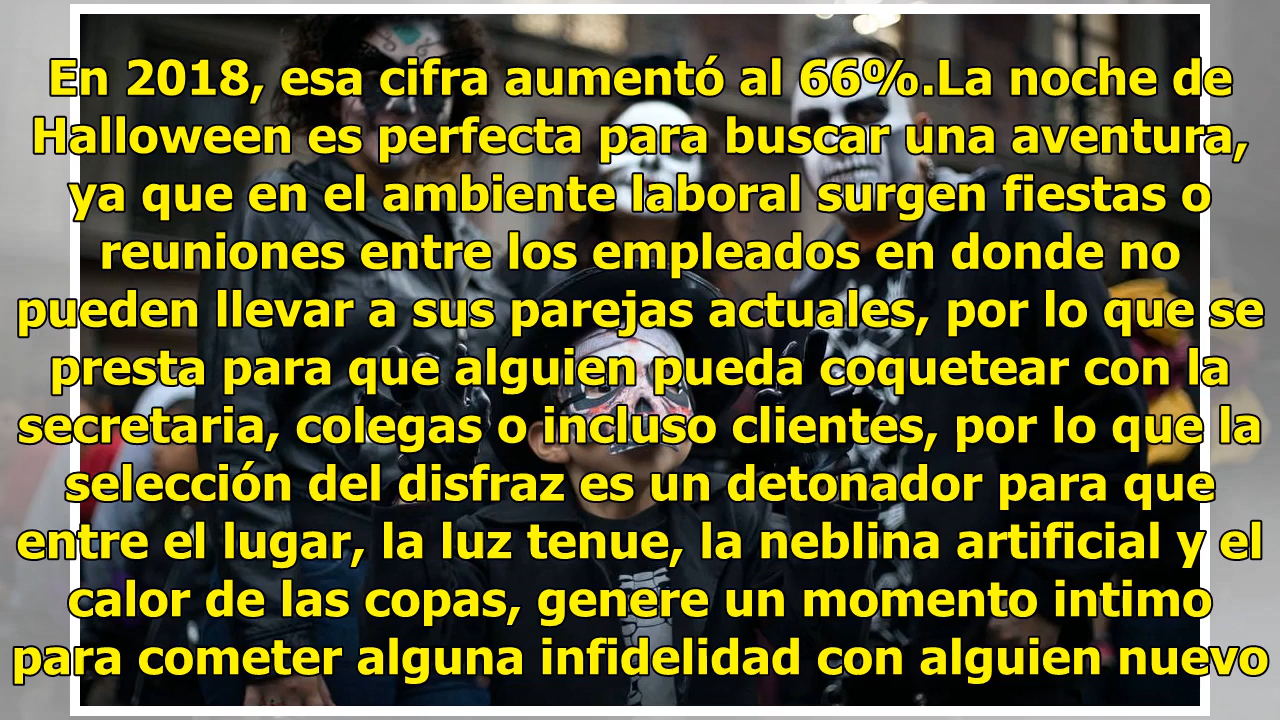 En 2018, esa cifra aumentó al 66%.La noche de
Halloween es perfecta para buscar una aventura,
ya que en el ambiente laboral surgen fiestas o
reuniones entre los empleados en donde no
pueden llevar a sus parejas actuales, por lo que se
presta para que alguien pueda coquetear con la
secretaria, colegas o incluso clientes, por lo que la
selección del disfraz es un detonador para que
entre el lugar, la luz tenue, la neblina artificial y el
calor de las copas, genere un momento intimo
para cometer alguna infidelidad con alguien nuevo